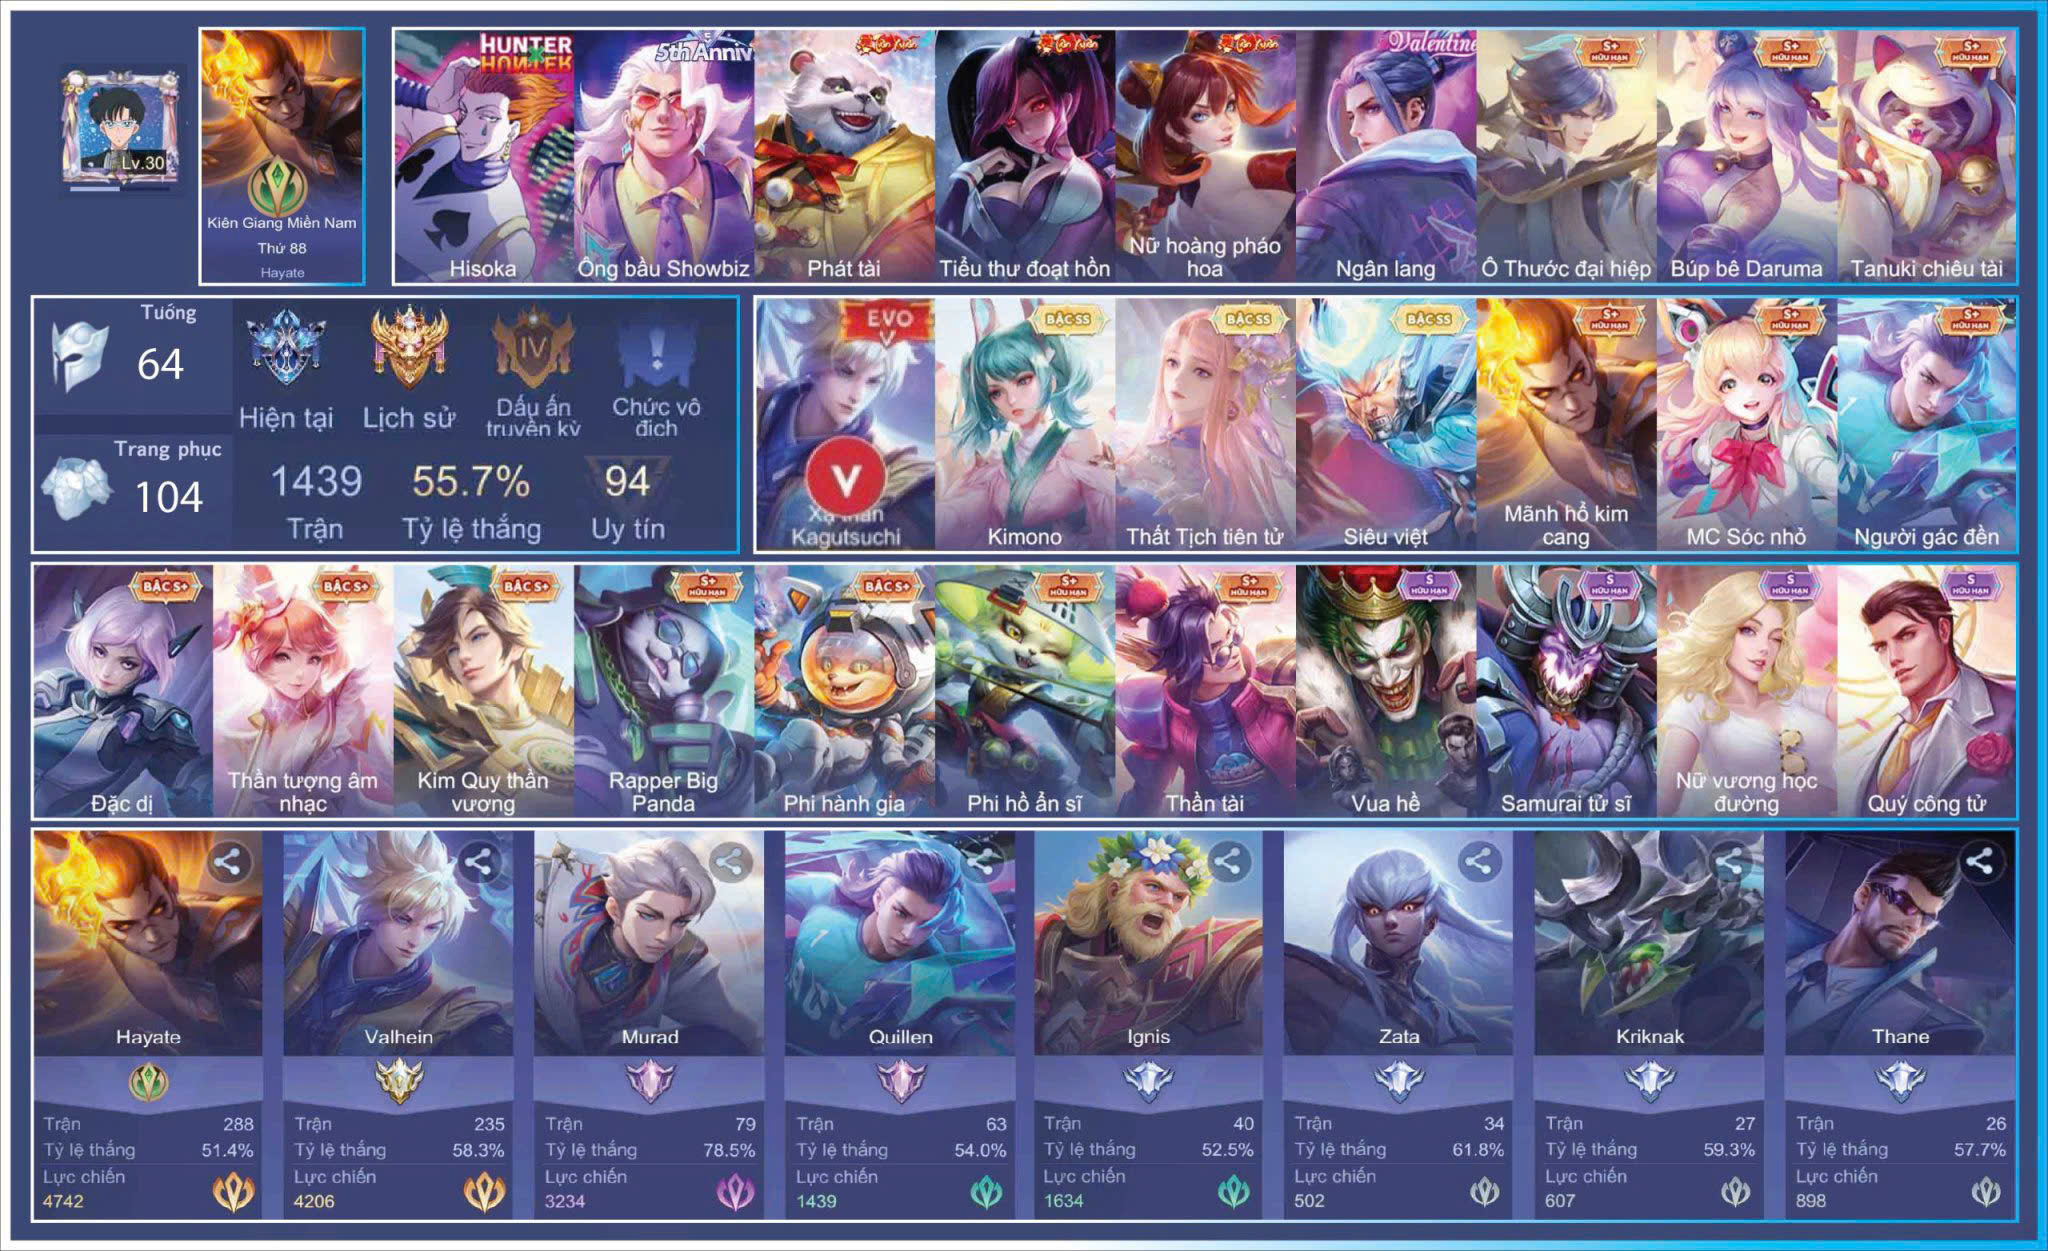 Lv.30
Kiên Giang Miền Nam
Thứ 88
Hayate
HUNTER
HUNTER
Hisoka
5th Anniv
Ông bầu Showbiz
Tân Xuân
Phát tài
Tân Xuân
Tiểu thư đoạt hồn
Tân Xuân
Nữ hoàng pháo
hoa
Valentine
Ngân lang
S+
HỮU HẠN
Ô Thước đại hiệp
S+
HỮU HẠN
Búp bê Daruma
S+
HỮU HẠN
Tanuki chiêu tài
Tướng
64
Trang phục
104
Hiện tại
Lịch sử
IV
Dấu ấn
truyền kỳ
Chức vô
địch
1439
Trận
55.7%
Tỷ lệ thắng
94
Uy tín
EVO
V
Kagutsuchi
BẬC SS
Kimono
BẬC SS
Thất Tịch tiên tử
BẬC SS
Siêu việt
S+
HỮU HẠN
Mãnh hổ kim
cang
S+
HỮU HẠN
MC Sóc nhỏ
S+
HỮU HẠN
Người gác đền
BẬC S+
Đặc dị
BẬC S+
Thần tượng âm
nhạc
BẬC S+
Kim Quy thần
vương
S+
HỮU HẠN
Rapper Big
Panda
BẬC S+
Phi hành gia
S+
HỮU HẠN
Phi hồ ẩn sĩ
S+
HỮU HẠN
Thần tài
S
HỮU HẠN
Vua hề
S
HỮU HẠN
Samurai tử sĩ
S
HỮU HẠN
Nữ vương học
đường
S
HỮU HẠN
Quý công tử
Hayate
Trận 288
Tỷ lệ thắng 51.4%
Lực chiến
4742
Valhein
Trận 235
Tỷ lệ thắng 58.3%
Lực chiến
4206
Murad
Trận 79
Tỷ lệ thắng 78.5%
Lực chiến
3234
Quillen
Trận 63
Tỷ lệ thắng 54.0%
Lực chiến
1439
Ignis
Trận 40
Tỷ lệ thắng 52.5%
Lực chiến
1634
Zata
Trận 34
Tỷ lệ thắng 61.8%
Lực chiến
502
Kriknak
Trận 27
Tỷ lệ thắng 59.3%
Lực chiến
607
Thane
Trận 26
Tỷ lệ thắng 57.7%
Lực chiến
898